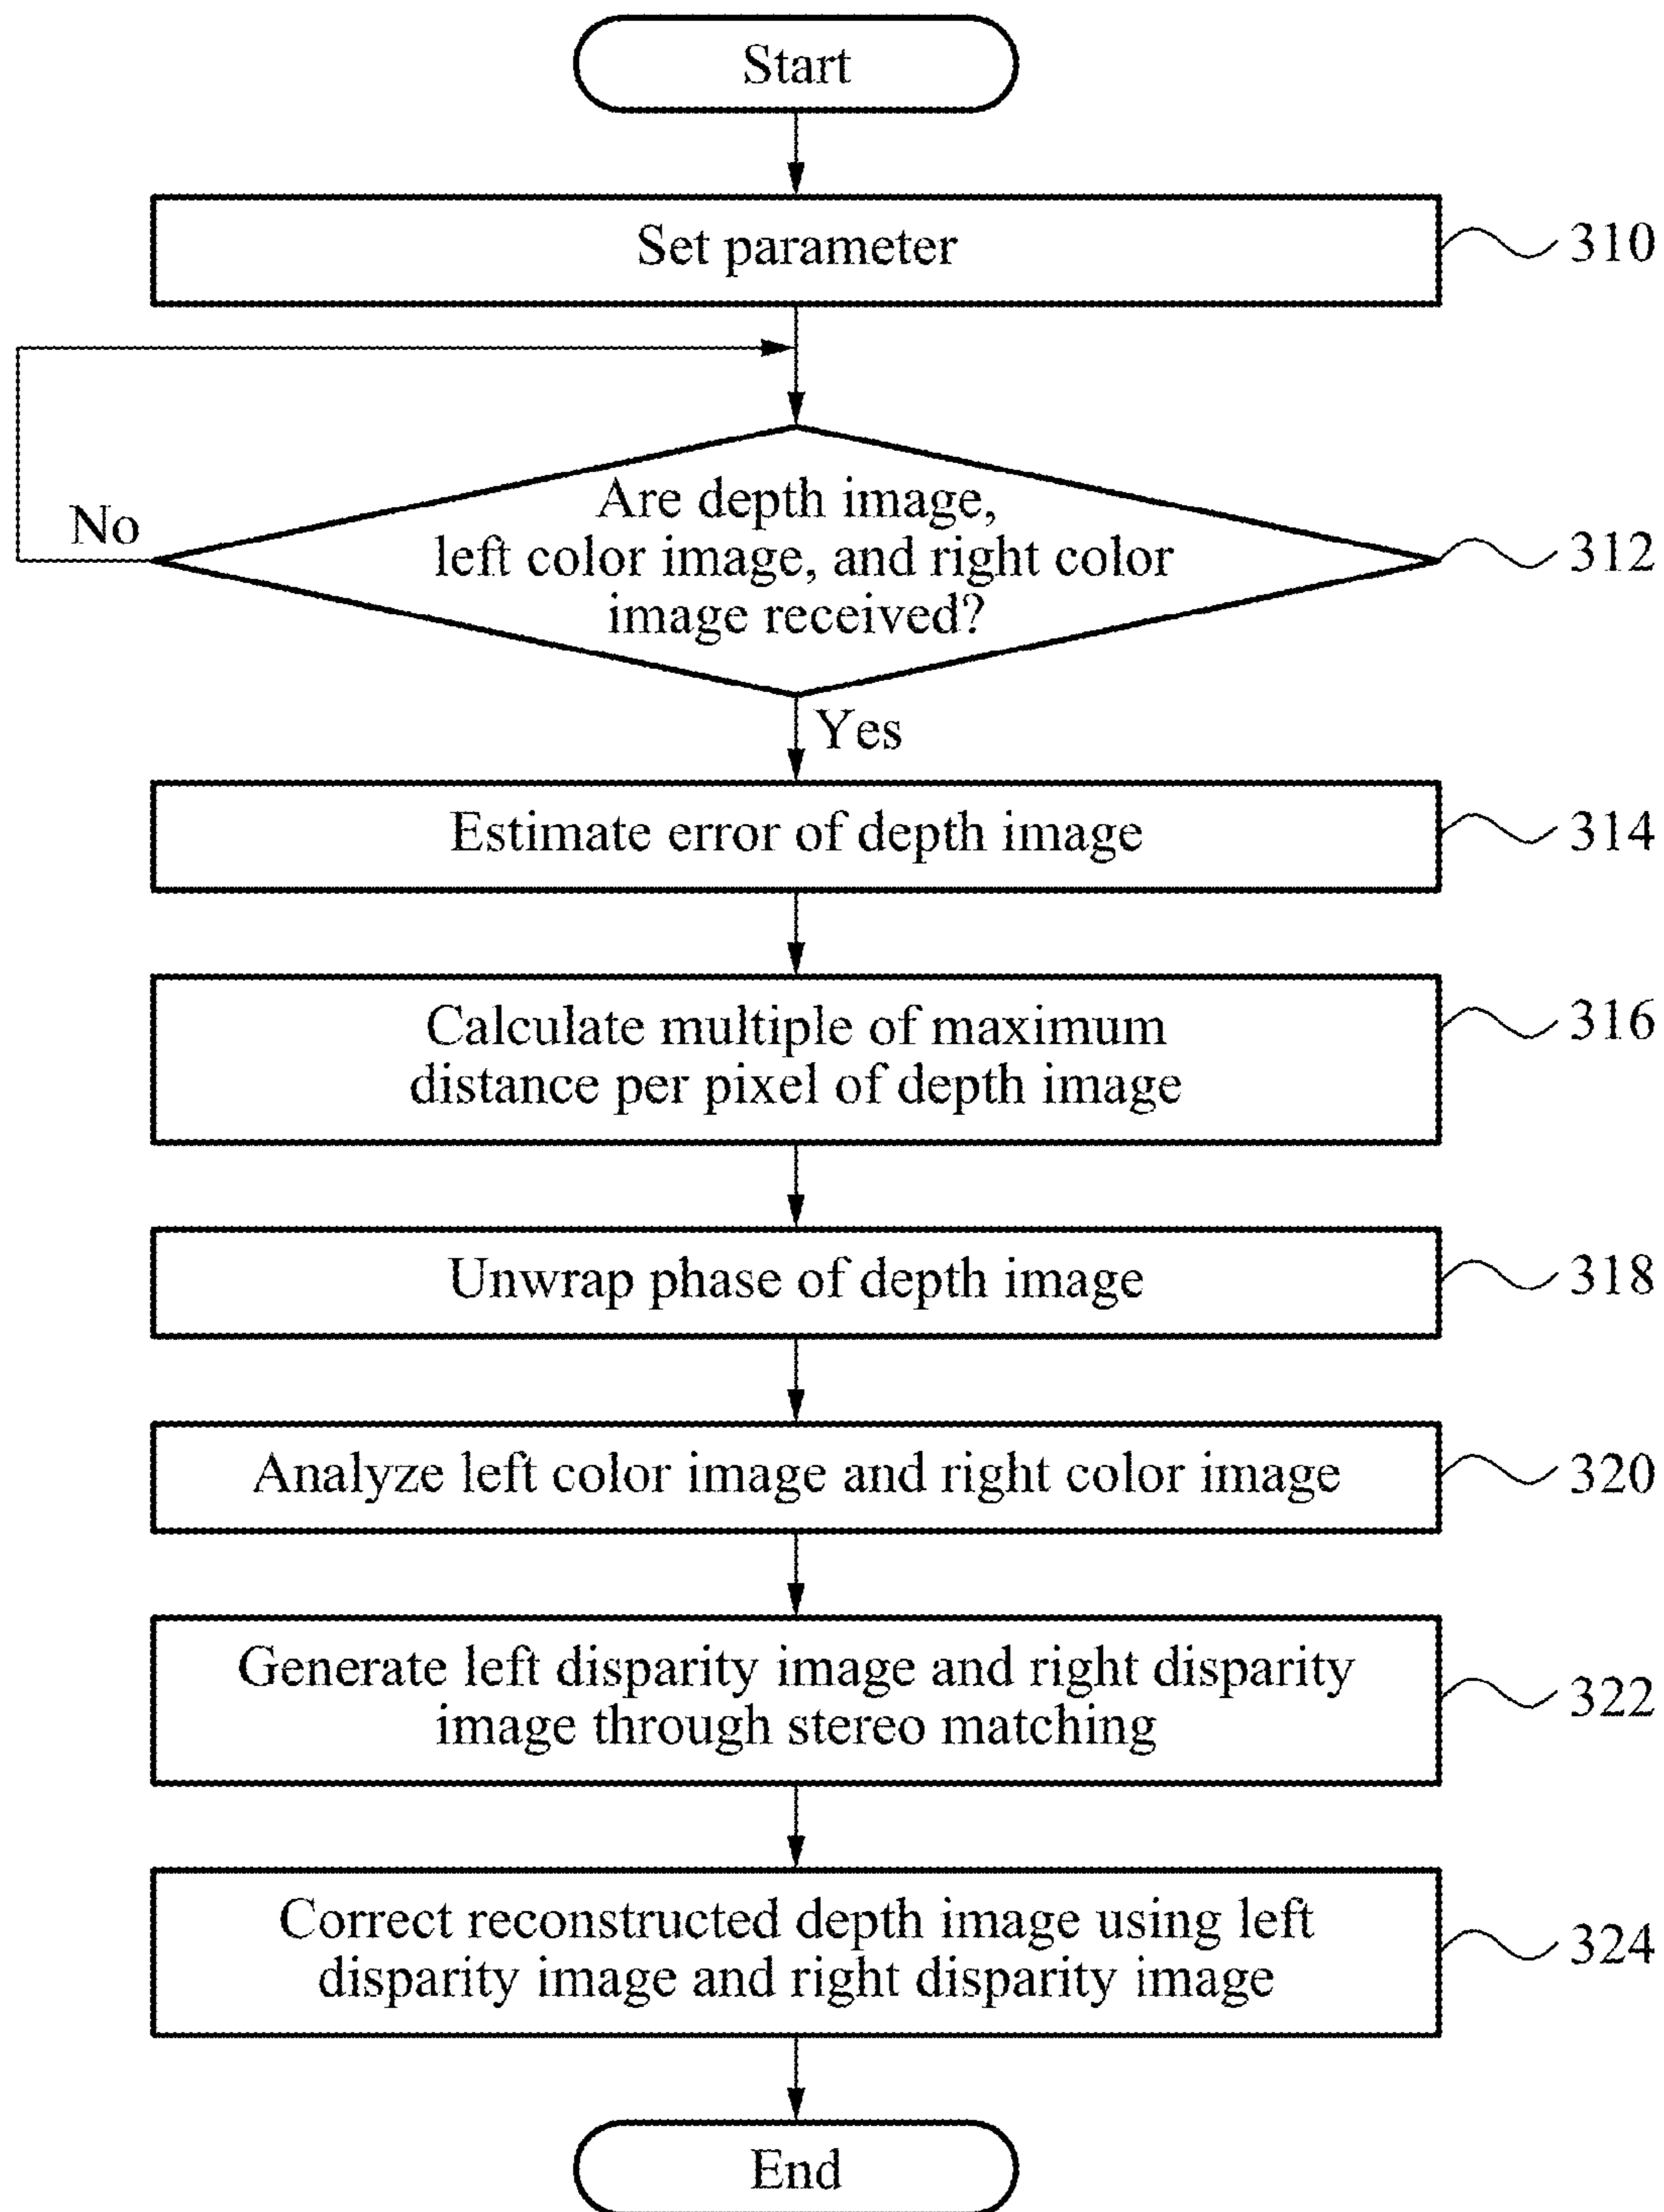 Start
Set parameter
310
Are depth image,
left color image, and right color
image received?
312
No
Yes
Estimate error of depth image
314
Calculate multiple of maximum
distance per pixel of depth image
316
Unwrap phase of depth image
318
Analyze left color image and right color image
320
Generate left disparity image and right disparity
image through stereo matching
322
Correct reconstructed depth image using left
disparity image and right disparity image
324
End